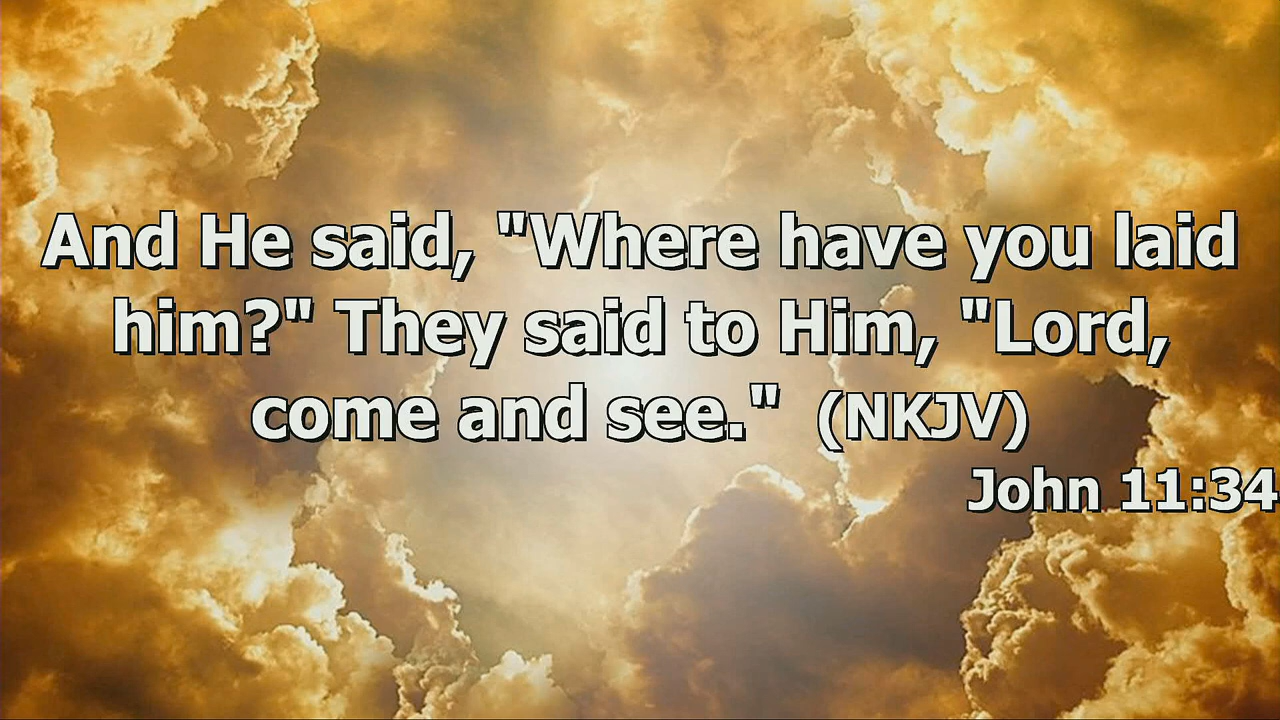 And He said, "Where have you laid
him?" They said to Him, "Lord,
come and see." (NKJV)
John 11:34